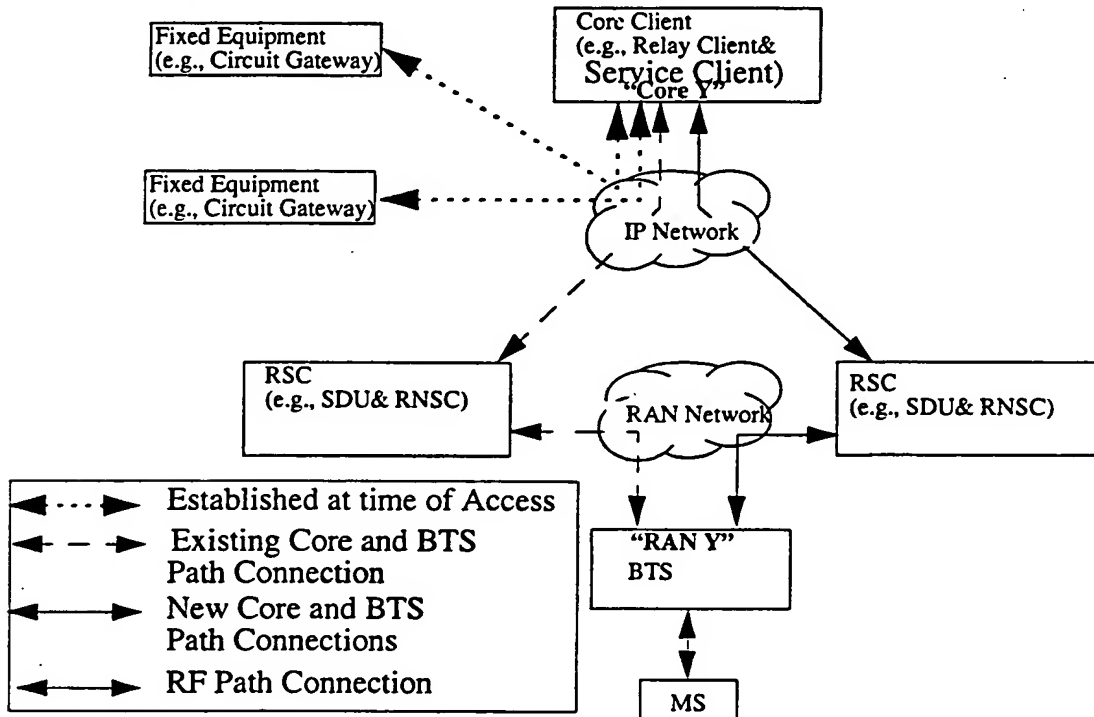 Fixed Equipment
(e.g., Circuit Gateway)
Core Client
(e.g., Relay Client&
Service Client)
“Core Y”
Fixed Equipment
(e.g., Circuit Gateway)
IP Network
RSC
(e.g., SDU& RNSC)
RAN Network
RSC
(e.g., SDU& RNSC)
Established at time of Access
Existing Core and BTS
Path Connection
New Core and BTS
Path Connections
RF Path Connection
“RAN Y”
BTS
MS